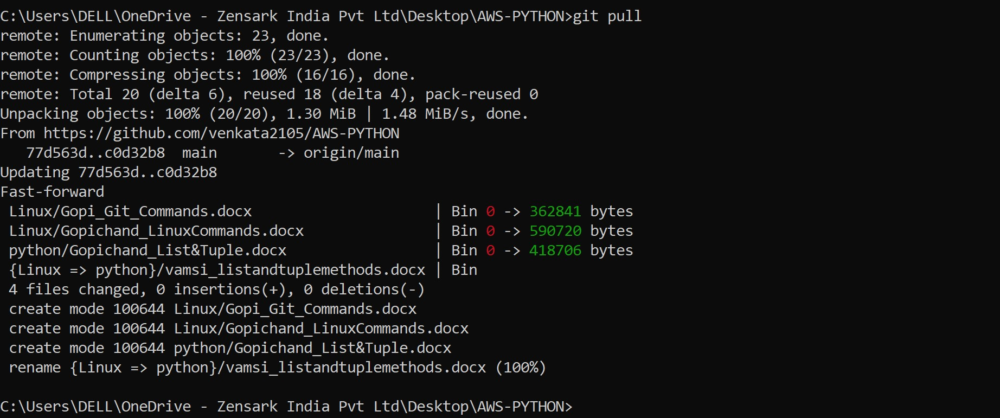 C:\Users\DELL\OneDrive - Zensark India Pvt Ltd\Desktop\AWS-PYTHON>git pull
remote: Enumerating objects: 23, done.
remote: Counting objects: 100% (23/23), done.
remote: Compressing objects: 100% (16/16), done.
remote: Total 20 (delta 6), reused 18 (delta 4), pack-reused 0
Unpacking objects: 100% (20/20), 1.30 MiB | 1.48 MiB/s, done.
From https://github.com/venkata2105/AWS-PYTHON
   77d563d..c0d32b8  main       -> origin/main
Updating 77d563d..c0d32b8
Fast-forward
 Linux/Gopi_Git_Commands.docx                     | Bin 0 -> 362841 bytes
 Linux/Gopichand_LinuxCommands.docx               | Bin 0 -> 590720 bytes
 python/Gopichand_List&Tuple.docx                 | Bin 0 -> 418706 bytes
 {Linux => python}/vamsi_listandtuplemethods.docx | Bin
 4 files changed, 0 insertions(+), 0 deletions(-)
 create mode 100644 Linux/Gopi_Git_Commands.docx
 create mode 100644 Linux/Gopichand_LinuxCommands.docx
 create mode 100644 python/Gopichand_List&Tuple.docx
 rename {Linux => python}/vamsi_listandtuplemethods.docx (100%)
C:\Users\DELL\OneDrive - Zensark India Pvt Ltd\Desktop\AWS-PYTHON>